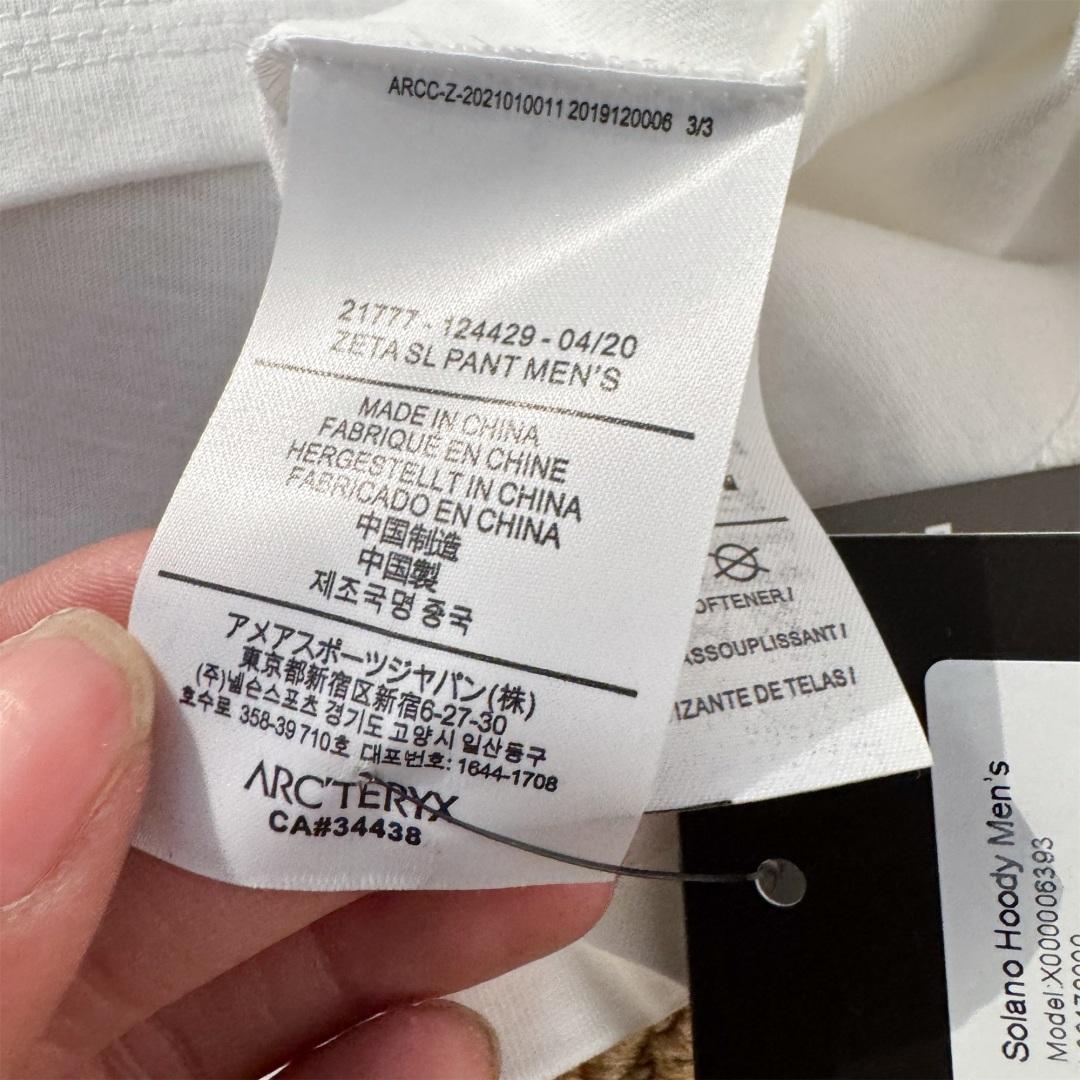 ARCC-Z-2021010011 2019120006 3/3
21777 - 124429 - 04/20
ZETA SL PANT MEN'S
MADE IN CHINA
FABRIQUÉ EN CHINE
HERGESTELLT IN CHINA
FABRICADO EN CHINA
中国制造
中国製
제조국명 중국
アメアスポーツジャパン(株)
東京都新宿区新宿6-27-30
(주)넬슨스포츠 경기도 고양시 일산동구
호수로 358-39 710호 대표번호: 1644-1708
ARC'TERYX
CA#34438
OFTENER /
ASSOUPLISSANT /
IZANTE DE TELAS /
Solano Hoody Men's
Model:X000006393